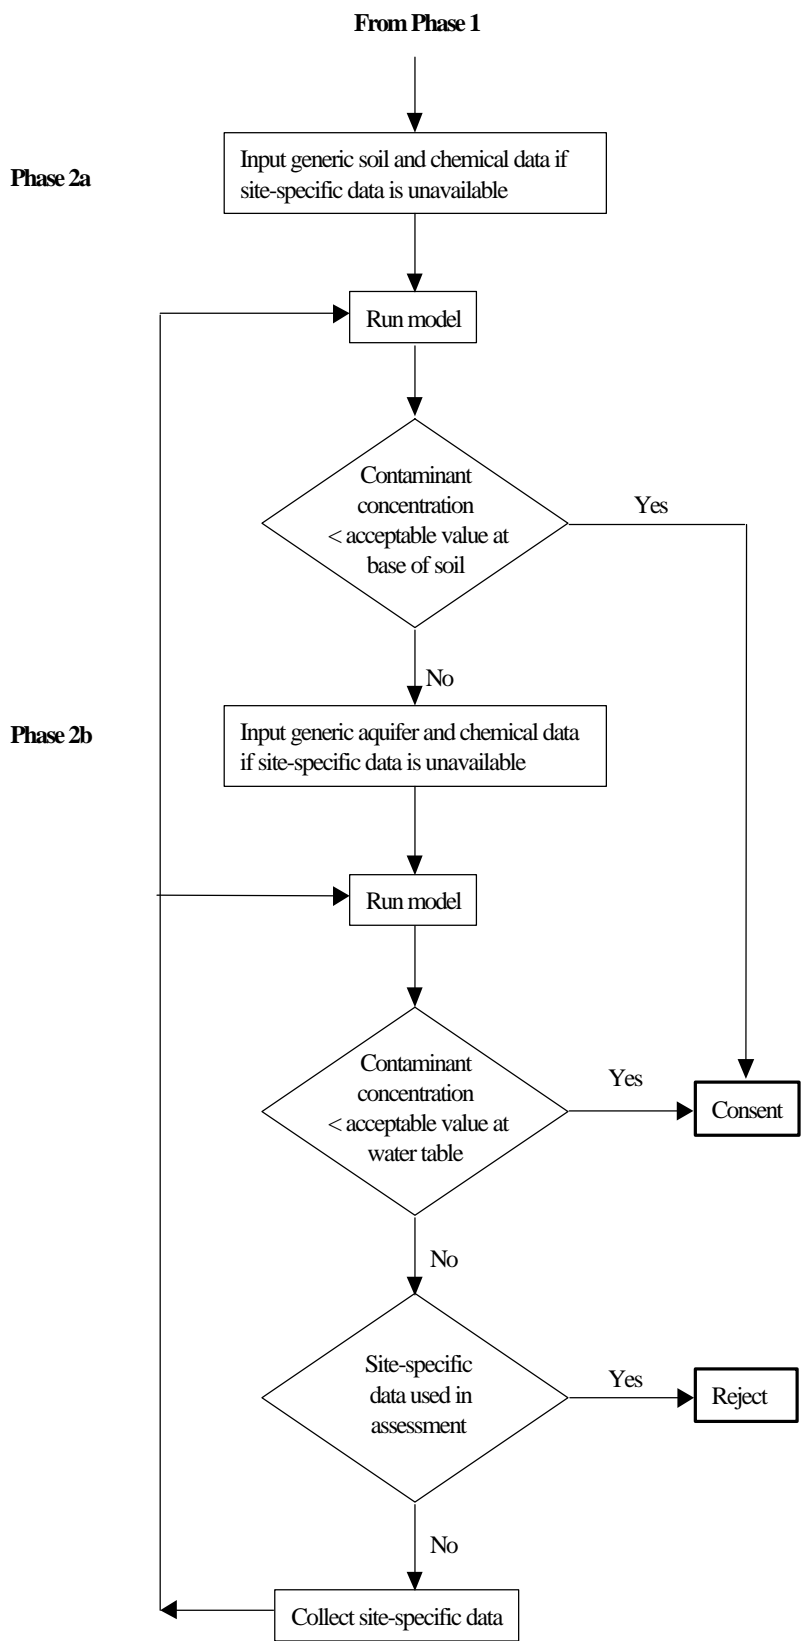 From Phase 1
Phase 2a
Input generic soil and chemical data if
site-specific data is unavailable
Run model
Contaminant
concentration
< acceptable value at
base of soil
Yes
No
Phase 2b
Input generic aquifer and chemical data
if site-specific data is unavailable
Run model
Contaminant
concentration
< acceptable value at
water table
Yes
Consent
No
Site-specific
data used in
assessment
Yes
Reject
No
Collect site-specific data